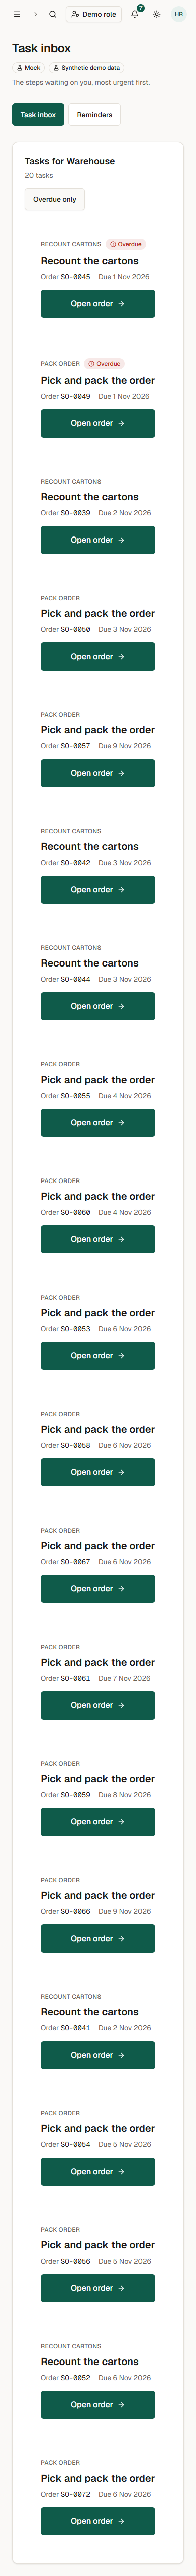 Demo role
7
HR
Task inbox
Mock
Synthetic demo data
The steps waiting on you, most urgent first.
Task inbox
Reminders
Tasks for Warehouse
20 tasks
Overdue only
RECOUNT CARTONS Overdue
Recount the cartons
Order SO-0045 Due 1 Nov 2026
Open order
PACK ORDER Overdue
Pick and pack the order
Order SO-0049 Due 1 Nov 2026
Open order
RECOUNT CARTONS
Recount the cartons
Order SO-0039 Due 2 Nov 2026
Open order
PACK ORDER
Pick and pack the order
Order SO-0050 Due 3 Nov 2026
Open order
PACK ORDER
Pick and pack the order
Order SO-0057 Due 9 Nov 2026
Open order
RECOUNT CARTONS
Recount the cartons
Order SO-0042 Due 3 Nov 2026
Open order
RECOUNT CARTONS
Recount the cartons
Order SO-0044 Due 3 Nov 2026
Open order
PACK ORDER
Pick and pack the order
Order SO-0055 Due 4 Nov 2026
Open order
PACK ORDER
Pick and pack the order
Order SO-0060 Due 4 Nov 2026
Open order
PACK ORDER
Pick and pack the order
Order SO-0053 Due 6 Nov 2026
Open order
PACK ORDER
Pick and pack the order
Order SO-0058 Due 6 Nov 2026
Open order
PACK ORDER
Pick and pack the order
Order SO-0067 Due 6 Nov 2026
Open order
PACK ORDER
Pick and pack the order
Order SO-0061 Due 7 Nov 2026
Open order
PACK ORDER
Pick and pack the order
Order SO-0059 Due 8 Nov 2026
Open order
PACK ORDER
Pick and pack the order
Order SO-0066 Due 9 Nov 2026
Open order
RECOUNT CARTONS
Recount the cartons
Order SO-0041 Due 2 Nov 2026
Open order
PACK ORDER
Pick and pack the order
Order SO-0054 Due 5 Nov 2026
Open order
PACK ORDER
Pick and pack the order
Order SO-0056 Due 5 Nov 2026
Open order
RECOUNT CARTONS
Recount the cartons
Order SO-0052 Due 6 Nov 2026
Open order
PACK ORDER
Pick and pack the order
Order SO-0072 Due 6 Nov 2026
Open order